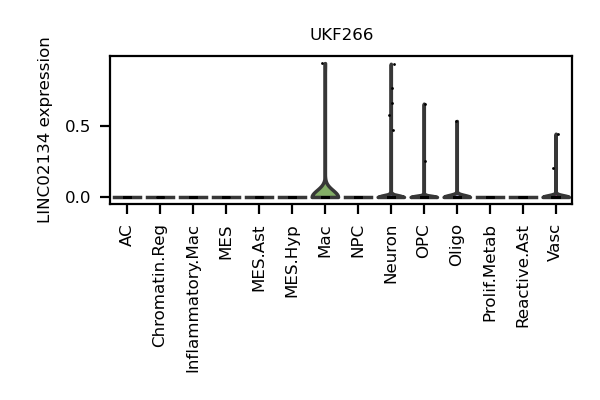 UKF266
LINC02134 expression
0.5
0.0
AC
Chromatin.Reg
Inflammatory.Mac
MES
MES.Ast
MES.Hyp
Mac
NPC
Neuron
OPC
Oligo
Prolif.Metab
Reactive.Ast
Vasc